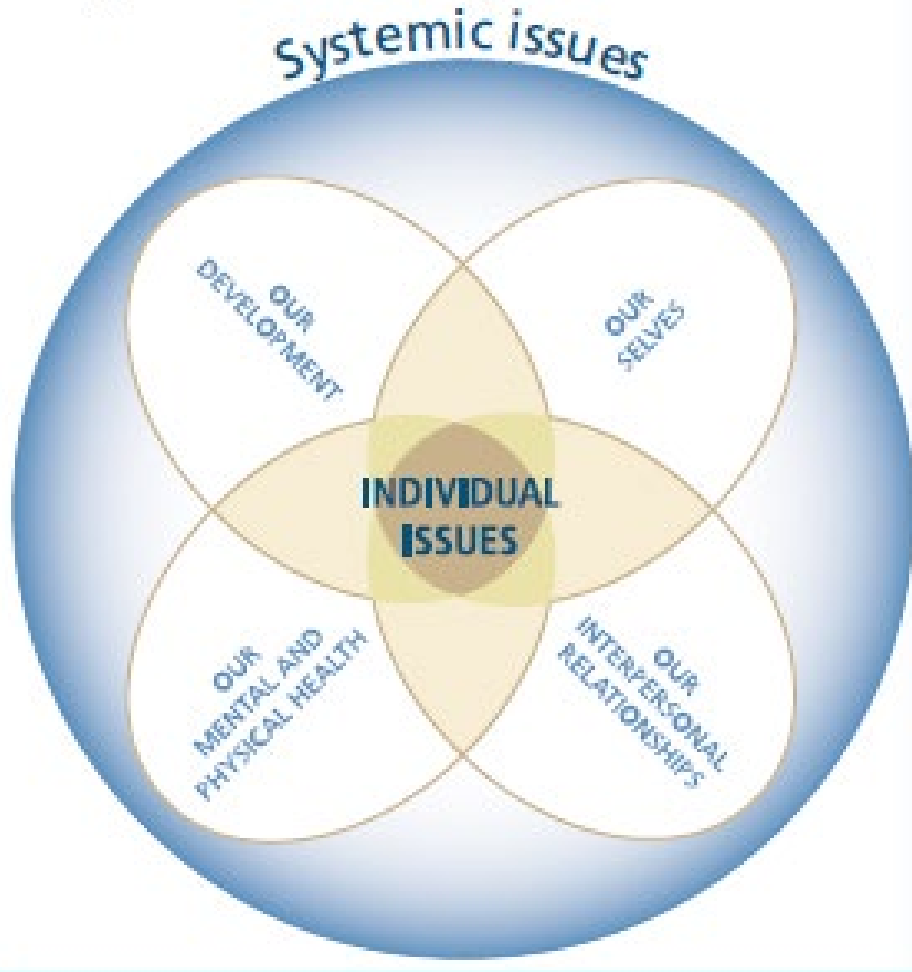 Systemic issues
OUR
DEVELOPMENT
OUR
SELVES
INDIVIDUAL
ISSUES
OUR
MENTAL AND
PHYSICAL HEALTH
OUR
INTERPERSONAL
RELATIONSHIPS